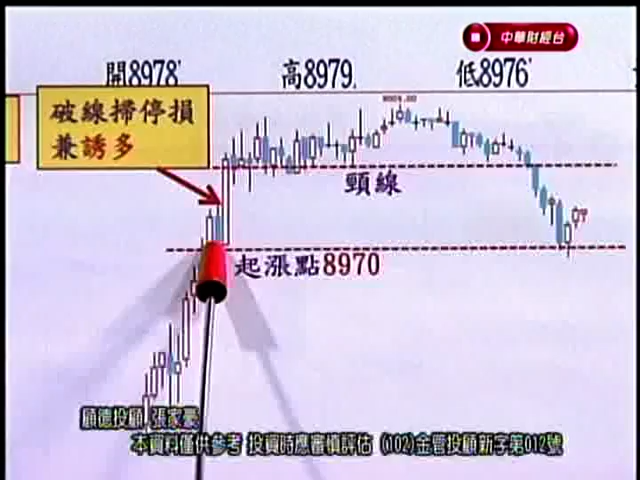 中華財經台
開8978 高8979 低8976
破線掃停損
兼誘多
頸線
起漲點8970
顧德投顧 張家豪
本資料僅供參考 投資時應審慎評估 (102)金管投顧新字第012號